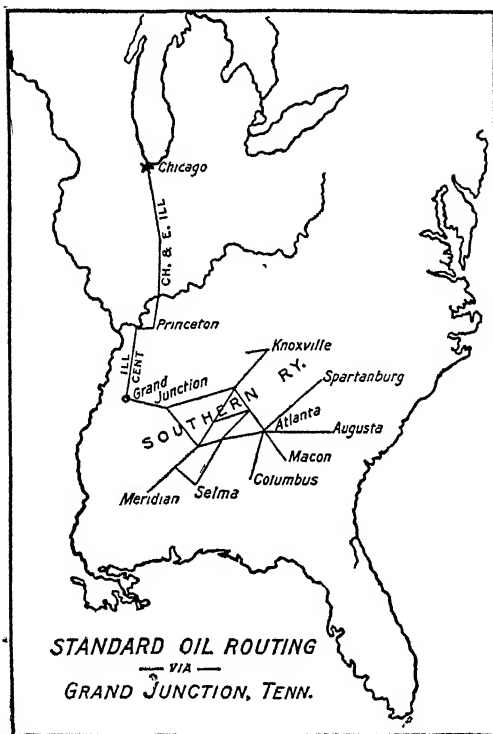 Chicago
CH. & E. ILL
Princeton
ILL
CENT
Grand Junction
Knoxville
SOUTHERN RY.
Spartanburg
Atlanta
Augusta
Macon
Columbus
Selma
Meridian
STANDARD OIL ROUTING
VIA
GRAND JUNCTION, TENN.